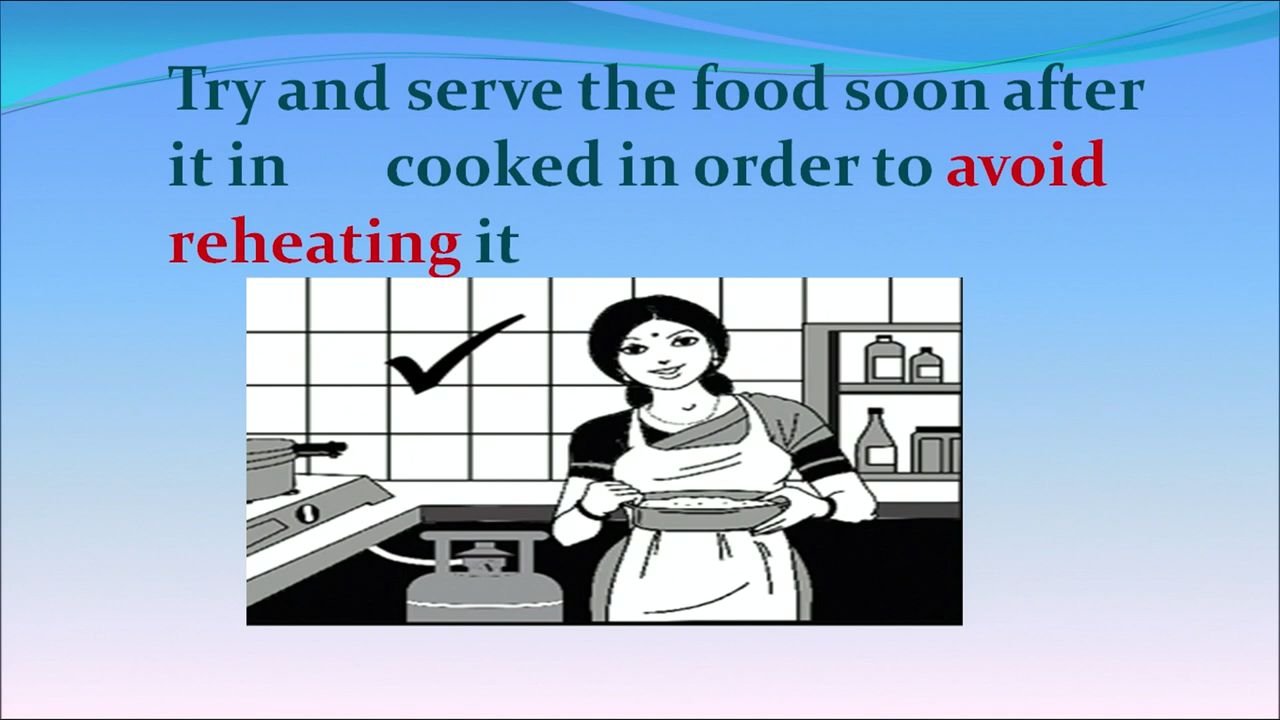 Try and serve the food soon after
it in cooked in order to avoid
reheating it